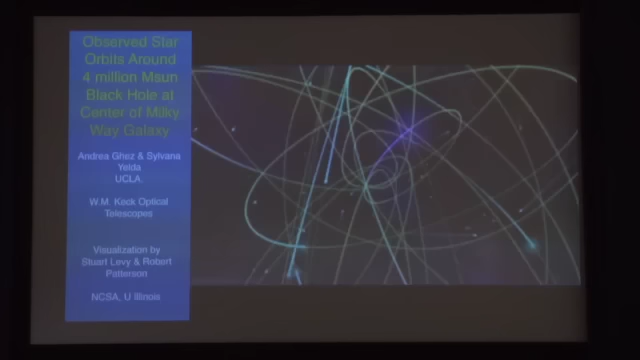 Observed Star
Orbits Around
4 million Msun
Black Hole at
Center of Milky
Way Galaxy
Andrea Ghez & Sylvana
Yelda
UCLA.
W.M. Keck Optical
Telescopes
Visualization by
Stuart Levy & Robert
Patterson
NCSA, U Illinois